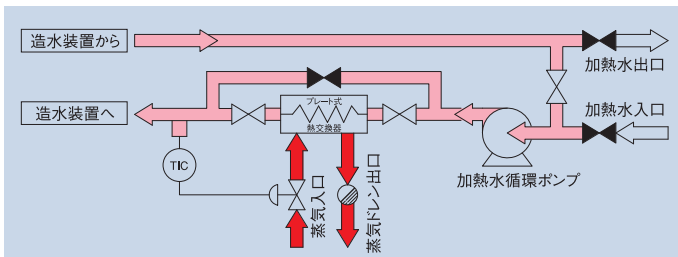 造水装置から
加熱水出口
造水装置へ
プレート式
熱交換器
加熱水入口
TIC
加熱水循環ポンプ
蒸気入口
蒸気ドレン出口